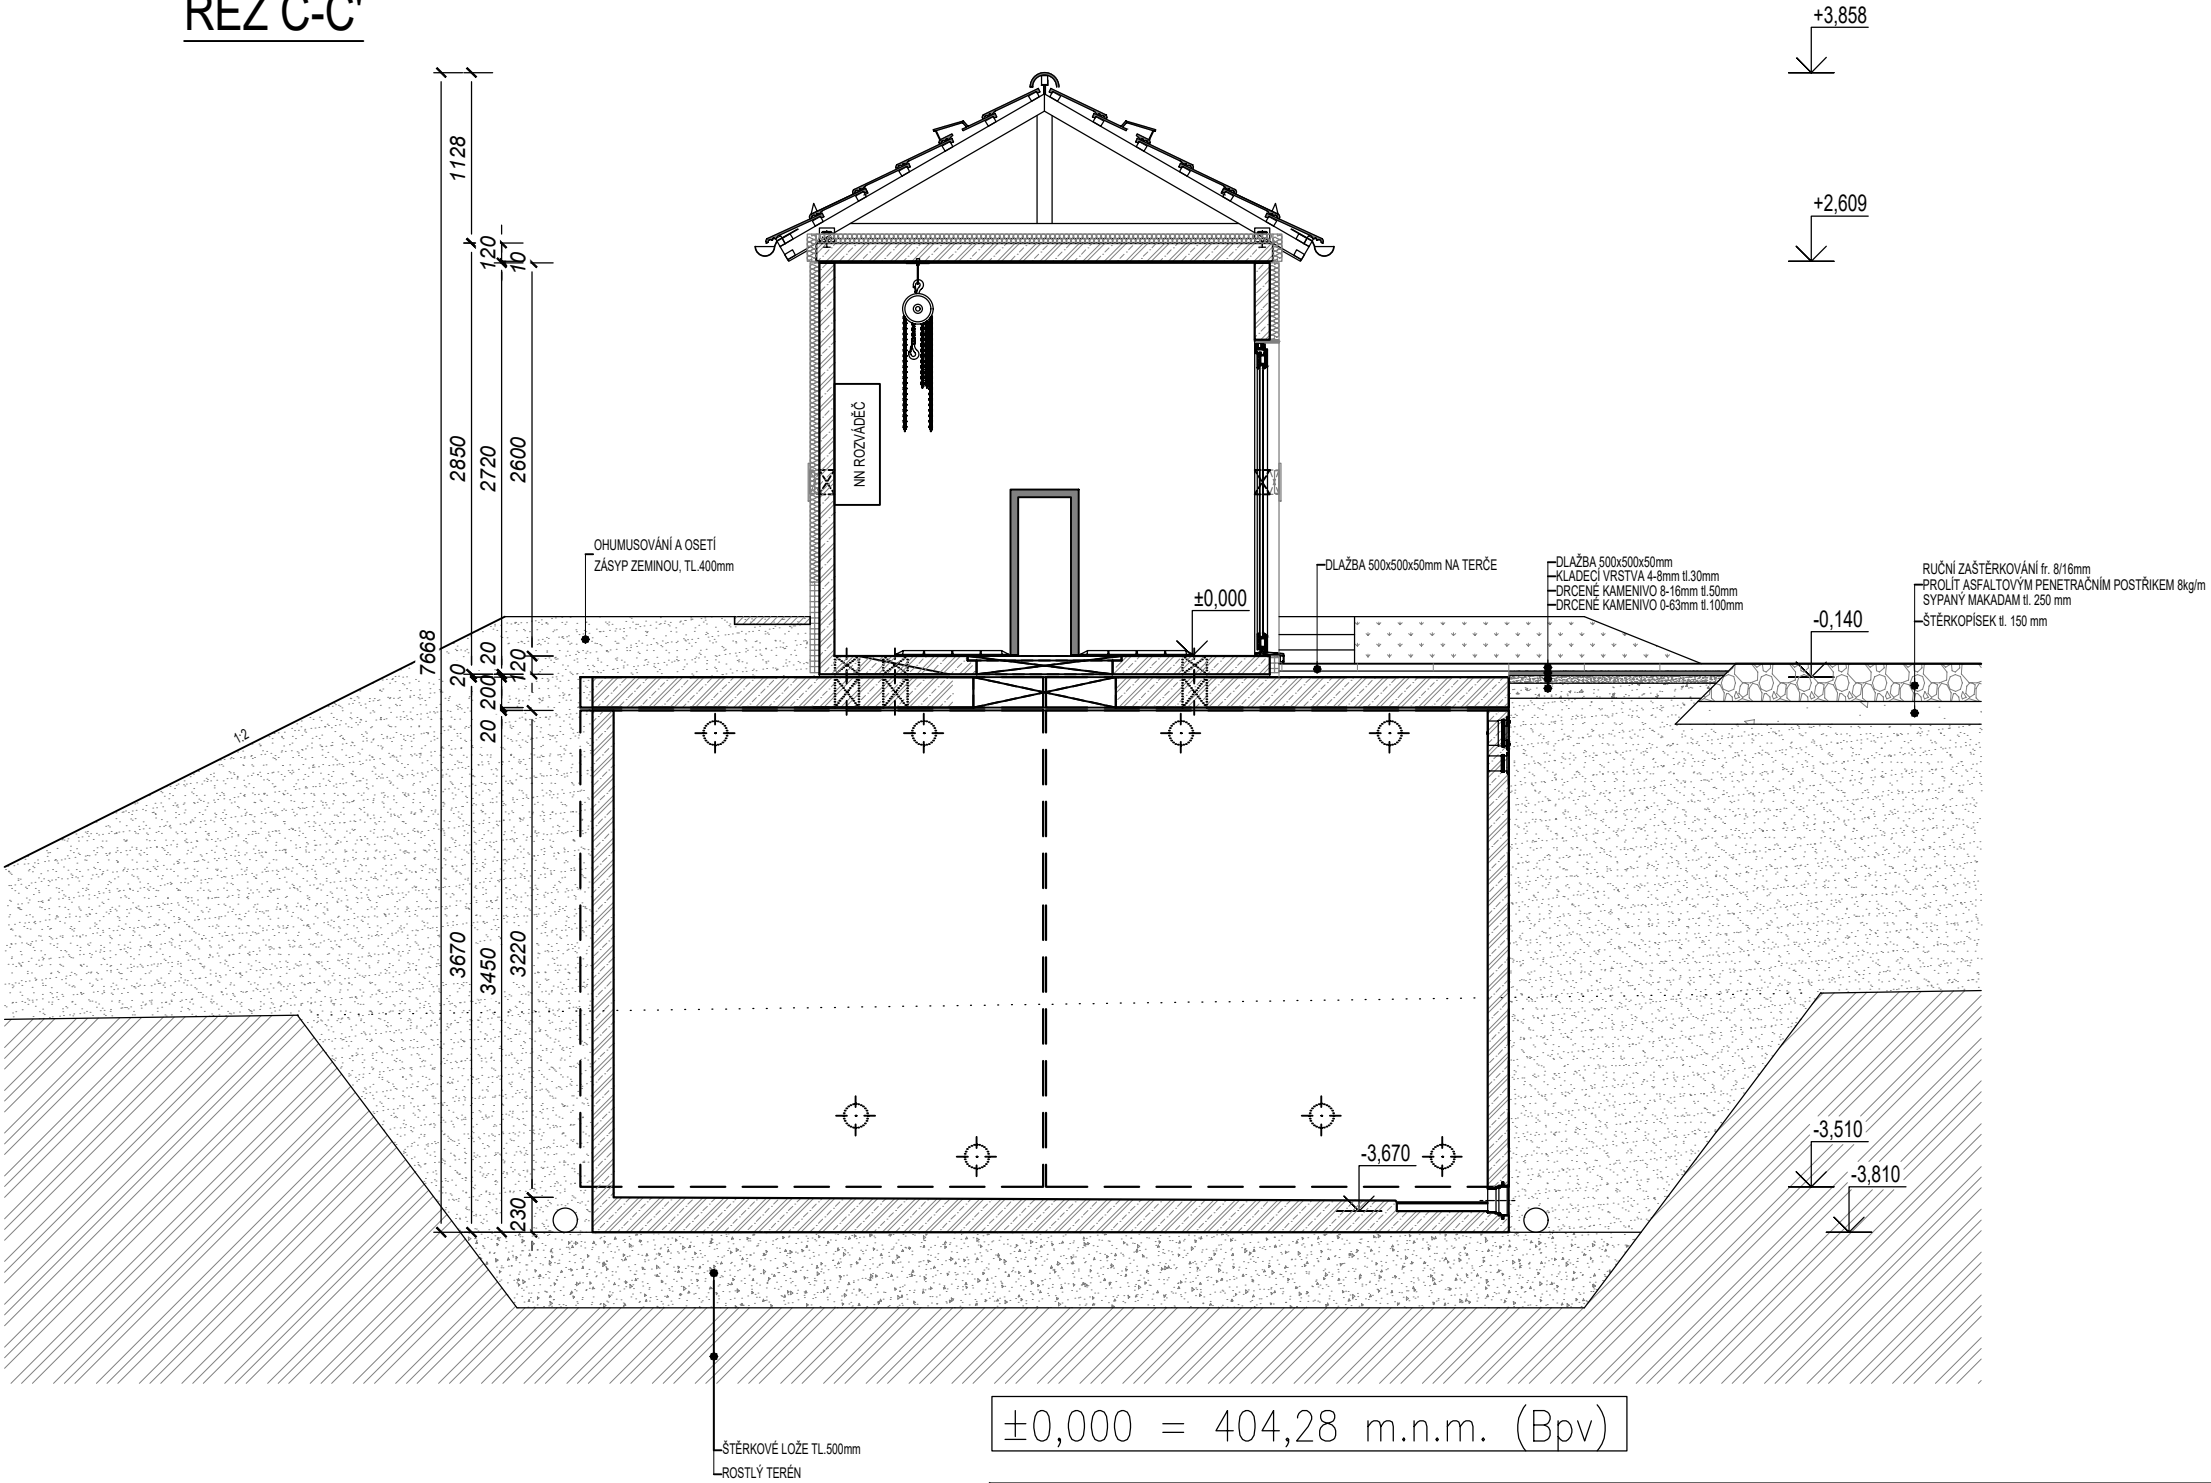 ŘEZ C-C'
+3,858
+2,609
1128
120
10
2850
2720
2600
NN ROZVÁDĚČ
OHUMUSOVÁNÍ A OSETÍ
ZÁSYP ZEMINOU, TL.400mm
±0,000
DLAŽBA 500x500x50mm NA TERČE
DLAŽBA 500x500x50mm
KLADECÍ VRSTVA 4-8mm tl.30mm
DRCENÉ KAMENIVO 8-16mm tl.50mm
DRCENÉ KAMENIVO 0-63mm tl.100mm
RUČNÍ ZAŠTĚRKOVÁNÍ fr. 8/16mm
PROLÍT ASFALTOVÝM PENETRAČNÍM POSTŘIKEM 8kg/m
SYPANÝ MAKADAM tl. 250 mm
ŠTĚRKOPÍSEK tl. 150 mm
-0,140
7668
20
20
120
200
20
1:2
3670
3450
3220
230
-3,670
-3,510
-3,810
±0,000 = 404,28 m.n.m. (Bpv)
ŠTĚRKOVÉ LOŽE TL.500mm
ROSTLÝ TERÉN